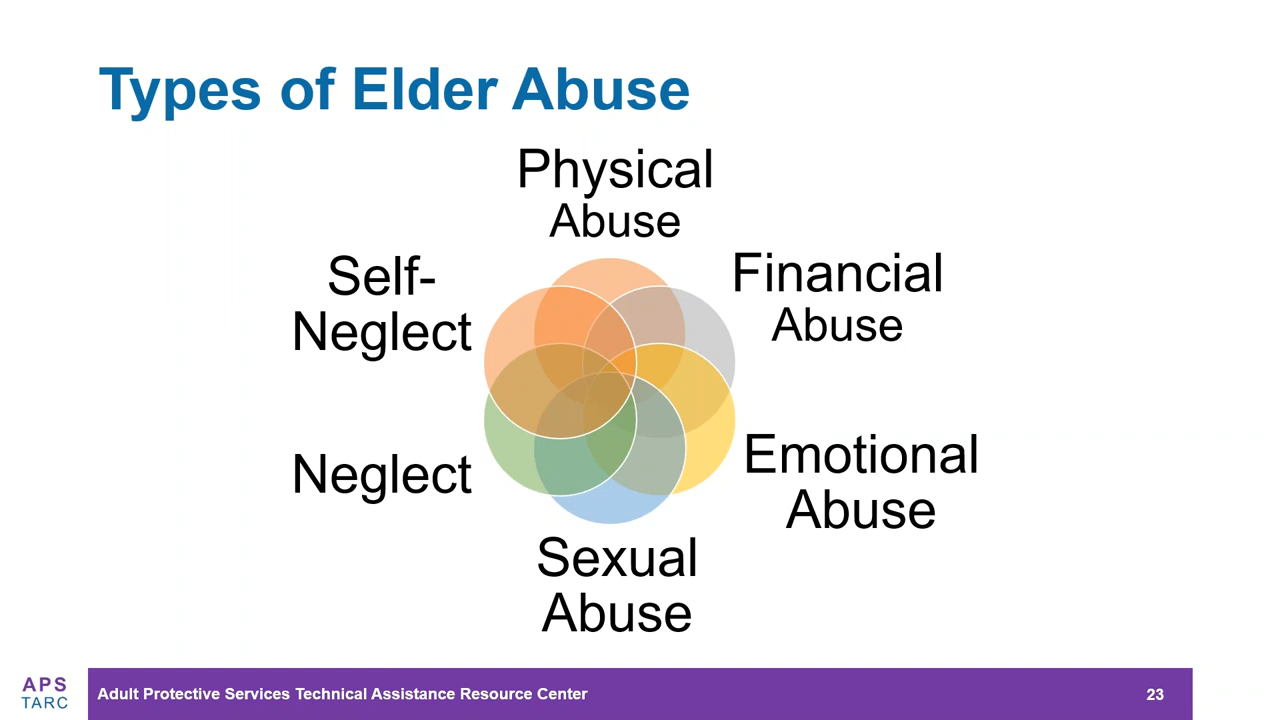 Types of Elder Abuse
Physical
Abuse
Financial
Abuse
Emotional
Abuse
Sexual
Abuse
Neglect
Self-
Neglect
APS
TARC
Adult Protective Services Technical Assistance Resource Center
23